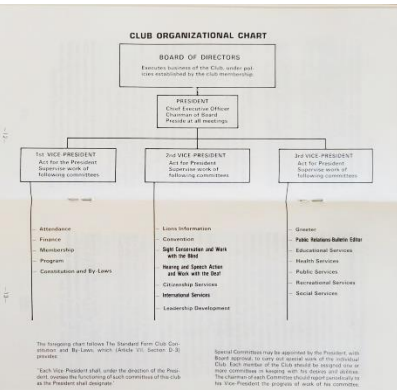 CLUB ORGANIZATIONAL CHART
BOARD OF DIRECTORS
Executes business of the Club, under pol-
icies established by the club membership.
PRESIDENT
Chief Executive Officer
Chairman of Board
Preside at all meetings
1st VICE-PRESIDENT
Act for the President
Supervise work of
following committees
2nd VICE-PRESIDENT
Act for the President
Supervise work of
following committees
3rd VICE-PRESIDENT
Act for the President
Supervise work of
following committees
Attendance
Finance
Membership
Program
Constitution and By-Laws
Lions Information
Convention
Sight Conservation and Work
with the Blind
Hearing and Speech Action
and Work with the Deaf
Citizenship Services
International Services
Leadership Development
Greeter
Public Relations-Bulletin Editor
Educational Services
Health Services
Public Services
Recreational Services
Social Services
The foregoing chart follows The Standard Form Club Con-
stitution and By-Laws, which (Article VII, Section D-3)
provides
"Each Vice-President shall, under the direction of the Presi-
dent, oversee the functioning of such committees of this club
as the President shall designate."
Special Committees may be appointed by the President, with
Board approval, to carry out special work of the individual
Club. Each member of the Club should be assigned one or
more committees in keeping with his desires and abilities.
The chairman of each Committee should report periodically to
his Vice-President the progress of work of his committee.
-12-
-13-